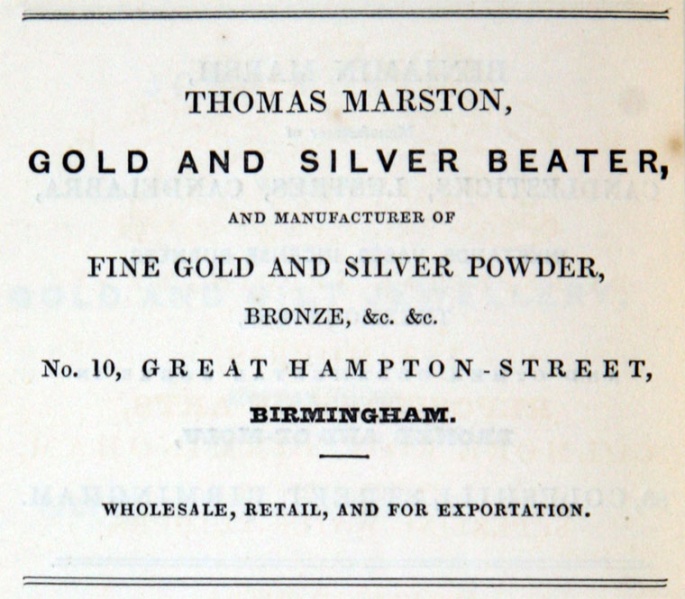 THOMAS MARSTON,
GOLD AND SILVER BEATER,
AND MANUFACTURER OF
FINE GOLD AND SILVER POWDER,
BRONZE, &c. &c.
No. 10, GREAT HAMPTON-STREET,
BIRMINGHAM.
WHOLESALE, RETAIL, AND FOR EXPORTATION.